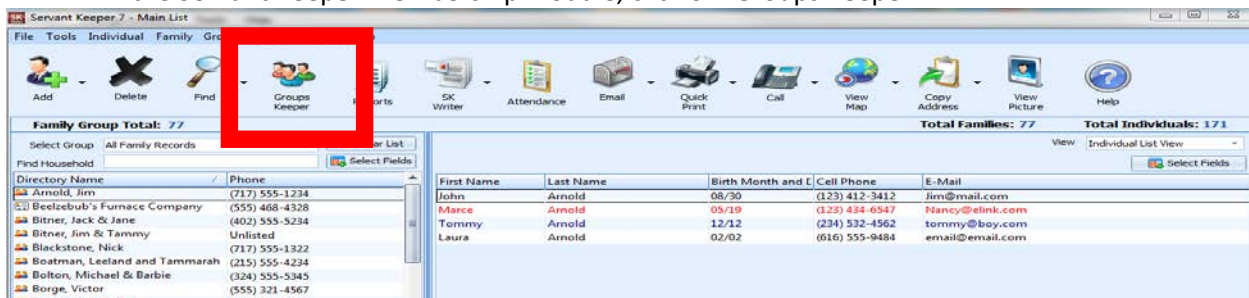 Servant Keeper 7 - Main List
File Tools Individual Family
Add Delete Find Groups Keeper SK Writer Attendance Email Quick Print Call View Map Copy Address View Picture Help
Family Group Total: 77 Total Families: 77 Total Individuals: 171
Select Group All Family Records List View Individual List View
Find Household Select Fields Select Fields
Directory Name Phone First Name Last Name Birth Month and Cell Phone E-Mail
Arnold, Jim (717) 555-1234 John Arnold 08/30 (123) 412-3412 Jim@mail.com
Beelzebub's Furnace Company (555) 468-4328 Marce Arnold 05/19 (123) 434-6547 Nancy@elink.com
Bitner, Jack & Jane (402) 555-5234 Tommy Arnold 12/12 (234) 532-4562 tommy@boy.com
Bitner, Jim & Tammy Unlisted Laura Arnold 02/02 (616) 555-9484 email@email.com
Blackstone, Nick (717) 555-1322
Boatman, Leeland and Tammarah (215) 555-4234
Bolton, Michael & Barbie (324) 555-5345
Borge, Victor (555) 321-4567